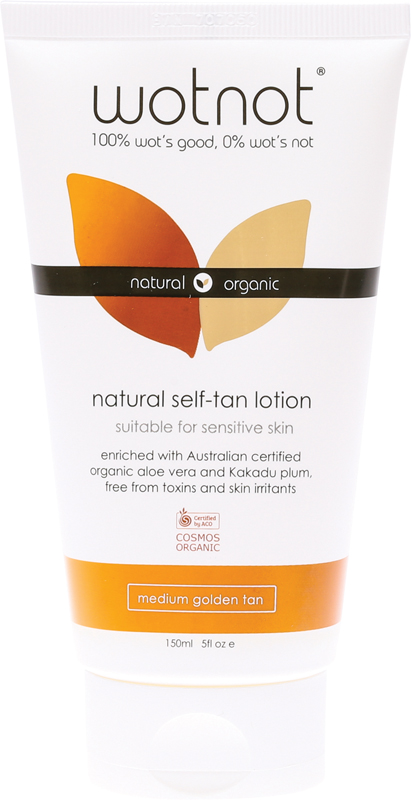 wotnot®
100% wot's good, 0% wot's not
natural organic
natural self-tan lotion
suitable for sensitive skin
enriched with Australian certified
organic aloe vera and Kakadu plum,
free from toxins and skin irritants
Certified
by ACO
COSMOS
ORGANIC
medium golden tan
150ml 5fl oz e